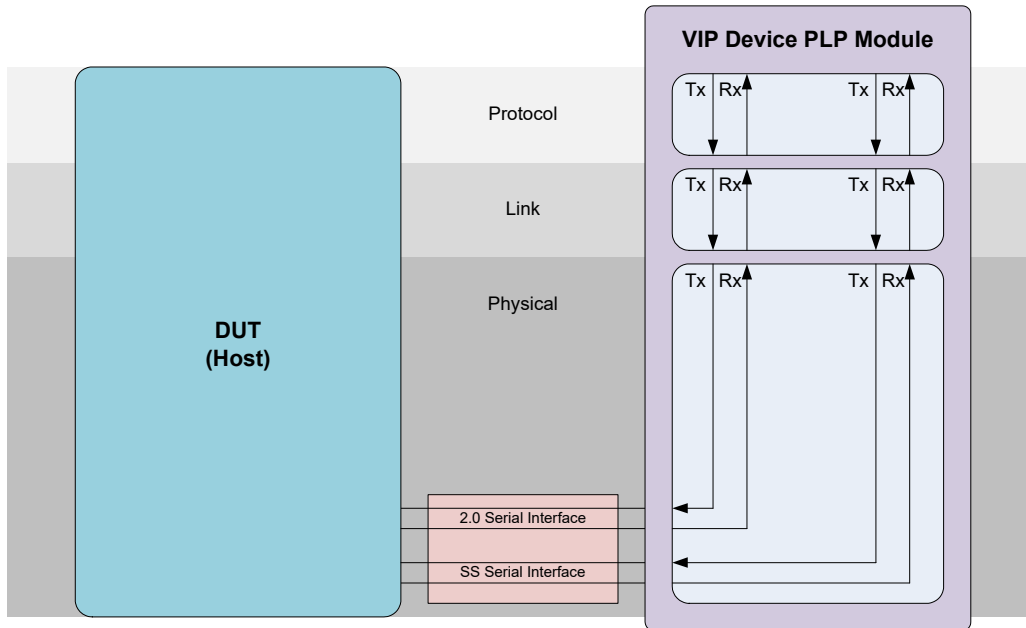 VIP Device PLP Module
Tx Rx Tx Rx
Protocol
Tx Rx Tx Rx
Link
Tx Rx Tx Rx
Physical
DUT
(Host)
2.0 Serial Interface
SS Serial Interface